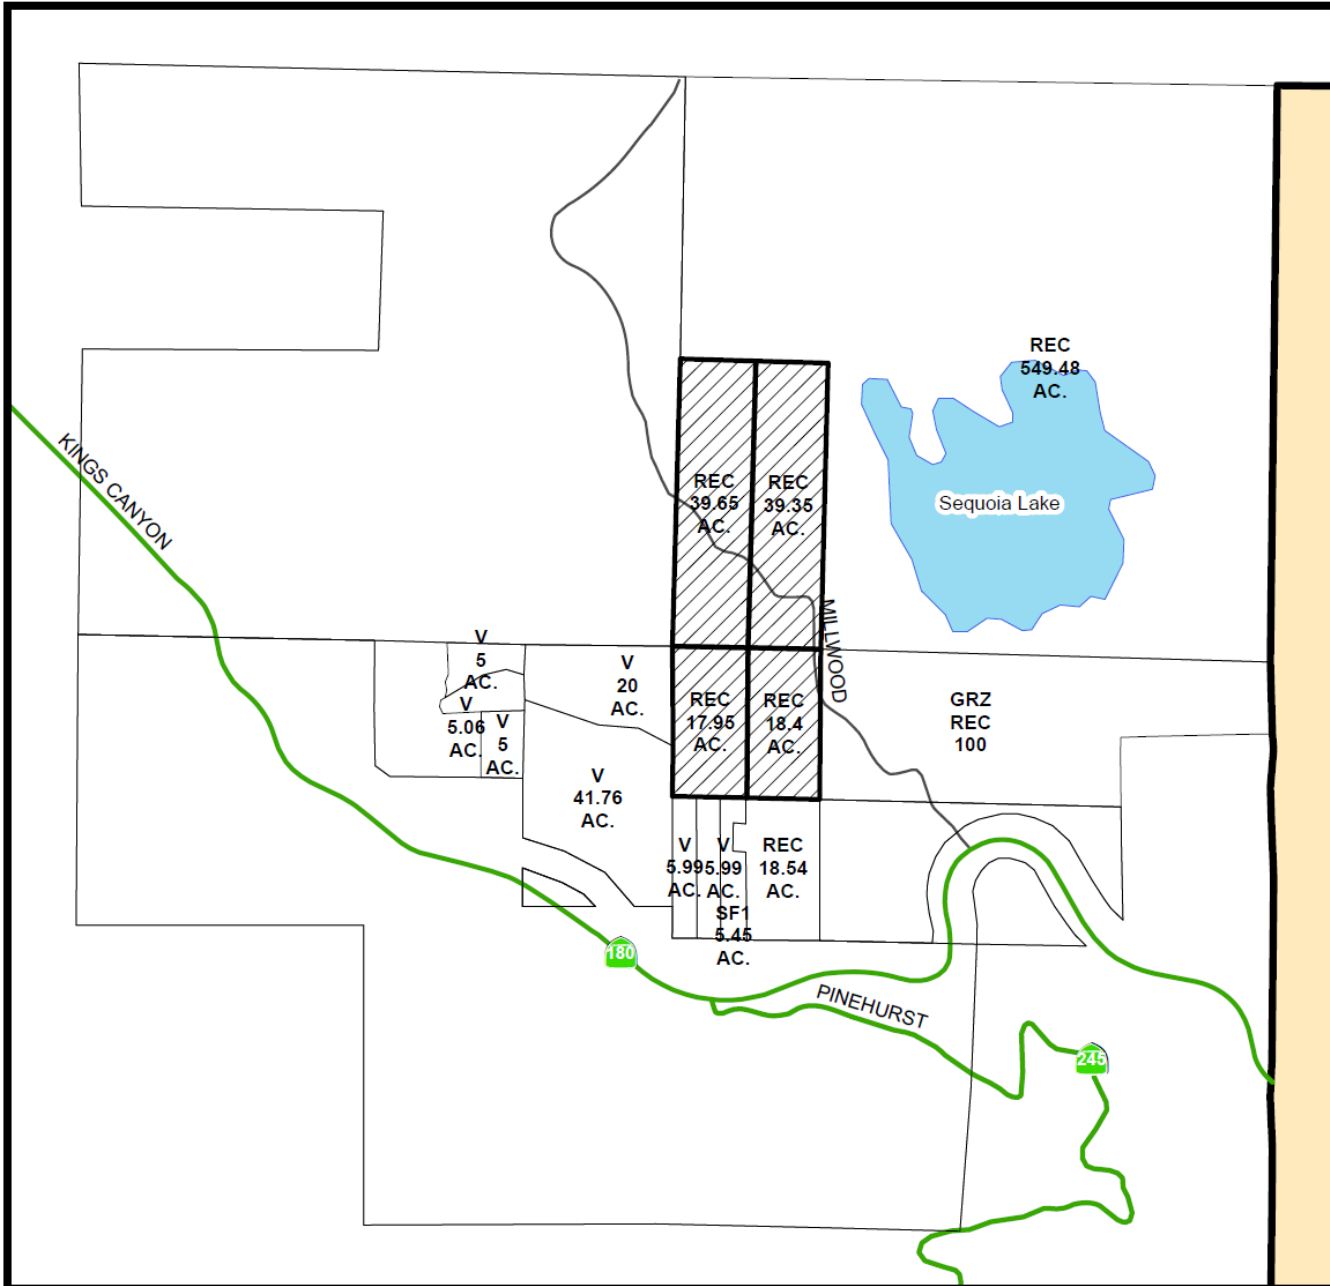 REC
549.48
AC.
KINGS CANYON
REC
39.65
AC.
REC
39.35
AC.
Sequoia Lake
MILLWOOD
V
5
AC.
V
20
AC.
V
5.06
AC.
V
5
AC.
REC
17.95
AC.
REC
18.4
AC.
GRZ
REC
100
V
41.76
AC.
V
5.99
AC.
V
5.99
AC.
REC
18.54
AC.
SF1
5.45
AC.
180
PINEHURST
245